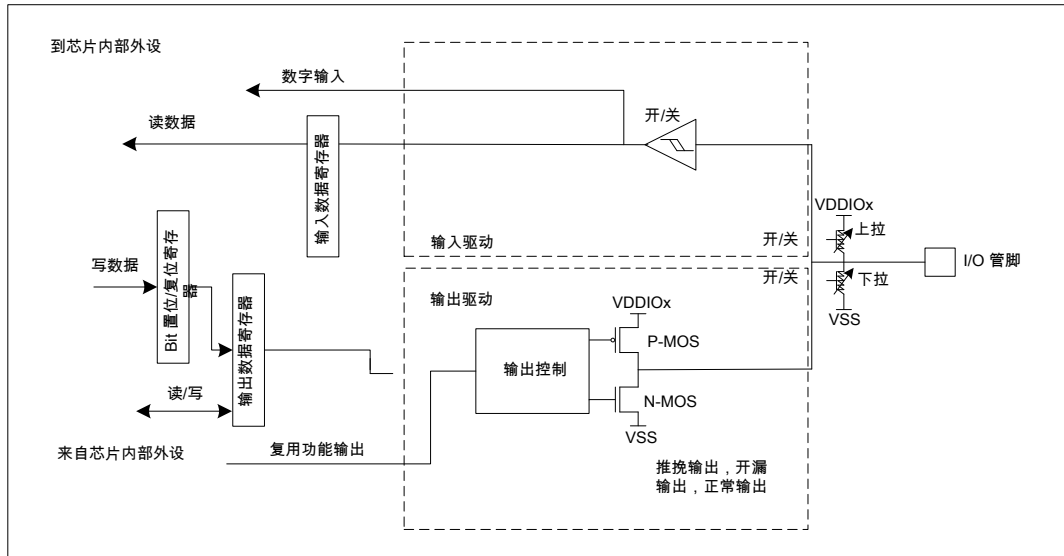 到芯片内部外设
数字输入
开/关
读数据
输入数据寄存器
VDDIOx
上拉
输入驱动
开/关
I/O 管脚
写数据
Bit 置位/复位寄存器
输出数据寄存器
开/关
下拉
输出驱动
VDDIOx
VSS
P-MOS
输出控制
读/写
N-MOS
VSS
来自芯片内部外设
复用功能输出
推挽输出，开漏
输出，正常输出